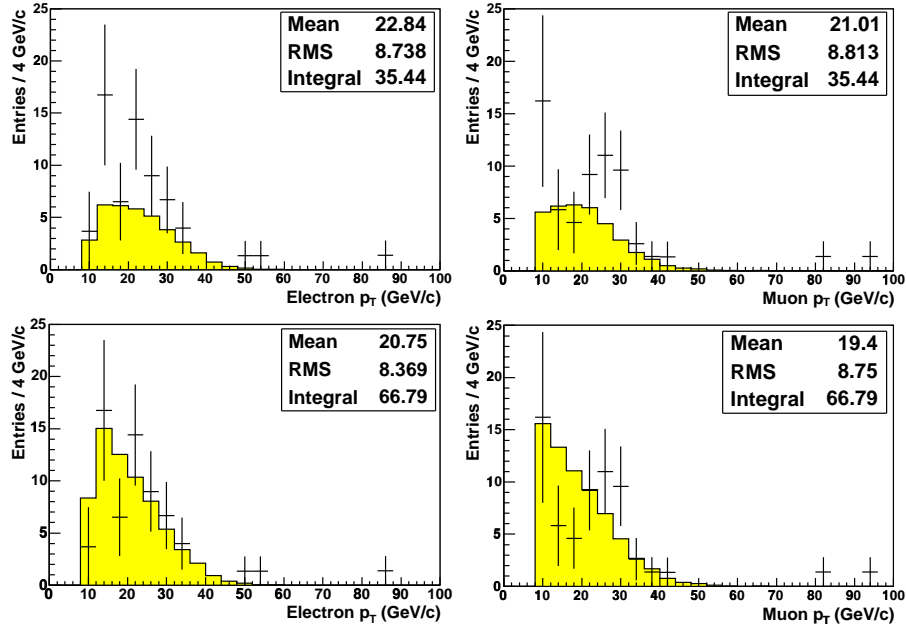 Entries / 4 GeV/c
25
20
15
10
5
0
Mean 22.84
RMS 8.738
Integral 35.44
0 10 20 30 40 50 60 70 80 90 100
Electron pT (GeV/c)
Entries / 4 GeV/c
25
20
15
10
5
0
Mean 21.01
RMS 8.813
Integral 35.44
0 10 20 30 40 50 60 70 80 90 100
Muon pT (GeV/c)
Entries / 4 GeV/c
25
20
15
10
5
0
Mean 20.75
RMS 8.369
Integral 66.79
0 10 20 30 40 50 60 70 80 90 100
Electron pT (GeV/c)
Entries / 4 GeV/c
25
20
15
10
5
0
Mean 19.4
RMS 8.75
Integral 66.79
0 10 20 30 40 50 60 70 80 90 100
Muon pT (GeV/c)